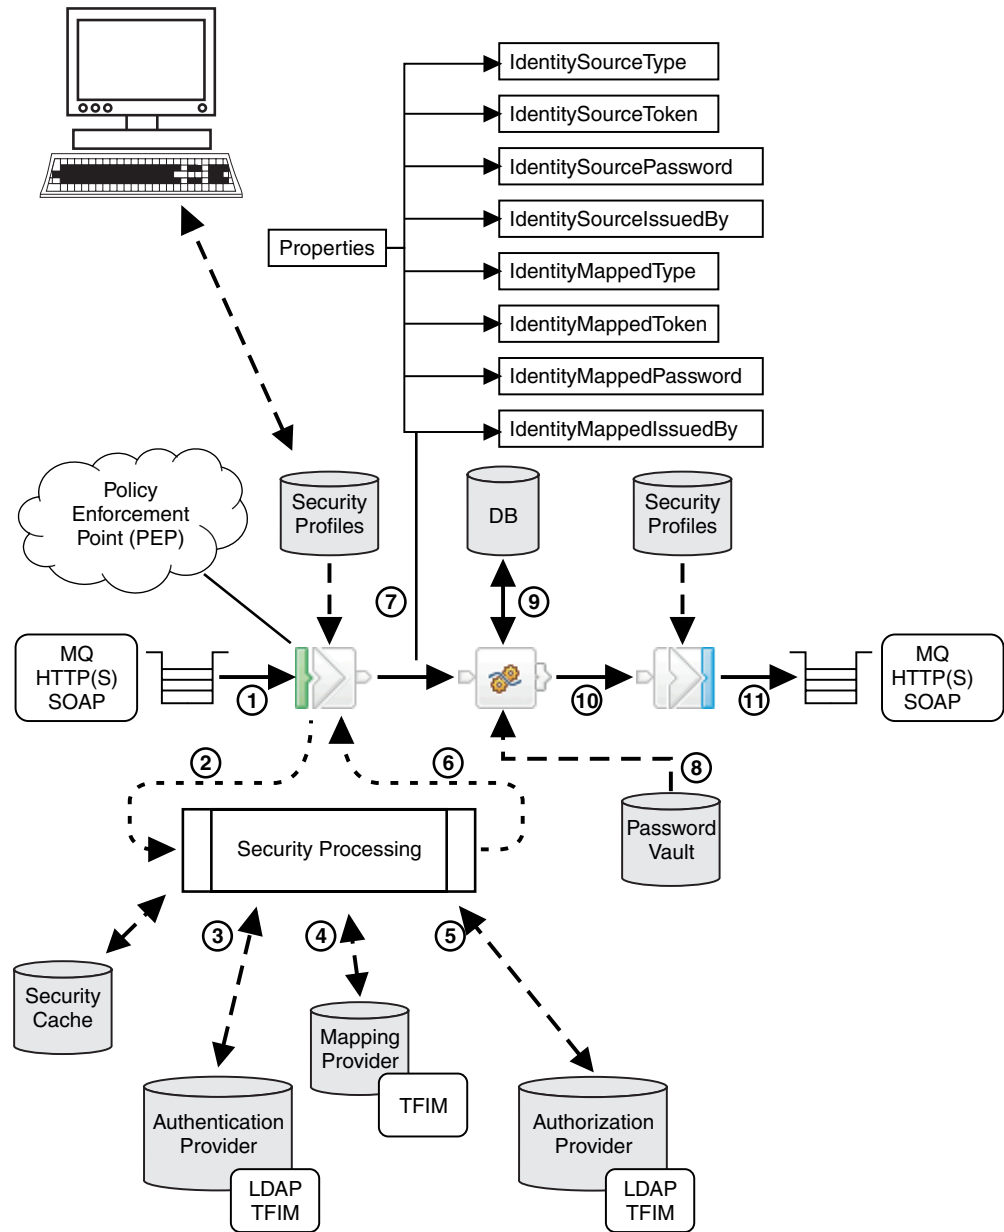 IdentitySourceType
IdentitySourceToken
IdentitySourcePassword
IdentitySourceIssuedBy
Properties
IdentityMappedType
IdentityMappedToken
IdentityMappedPassword
IdentityMappedIssuedBy
Policy
Enforcement
Point (PEP)
Security
Profiles
DB
Security
Profiles
7
9
MQ
HTTP(S)
SOAP
1
10
11
MQ
HTTP(S)
SOAP
2
6
8
Security Processing
Password
Vault
3
4
5
Security
Cache
Mapping
Provider
TFIM
Authentication
Provider
LDAP
TFIM
Authorization
Provider
LDAP
TFIM